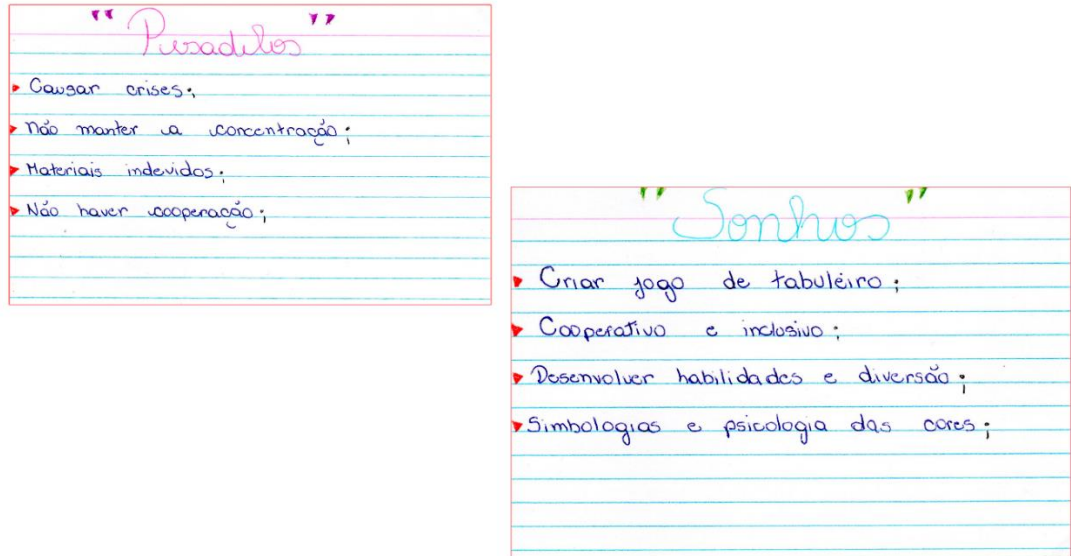 "Pesadelos"
Causar crises;
Não manter a concentração;
Materiais indevidos;
Não haver cooperação;
"Sonhos"
Criar jogo de tabuleiro;
Cooperativo e inclusivo;
Desenvolver habilidades e diversão;
Simbologias e psicologia das cores;